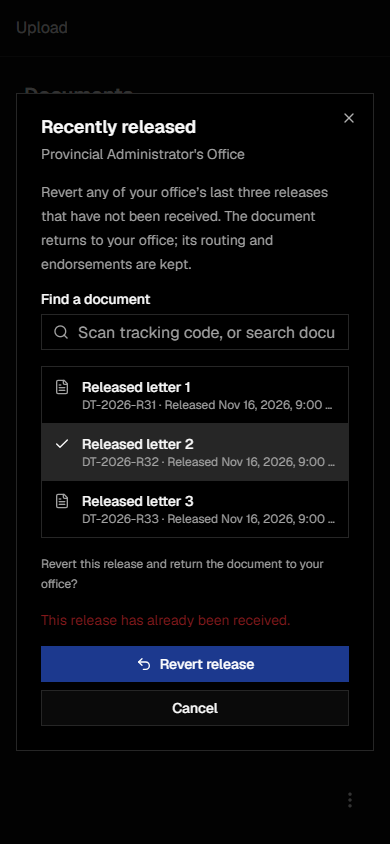 Upload
Documents
Recently released
Provincial Administrator's Office
Revert any of your office's last three releases
that have not been received. The document
returns to your office; its routing and
endorsements are kept.
Find a document
Scan tracking code, or search docu
Released letter 1
DT-2026-R31 · Released Nov 16, 2026, 9:00 ...
Released letter 2
DT-2026-R32 · Released Nov 16, 2026, 9:00 ...
Released letter 3
DT-2026-R33 · Released Nov 16, 2026, 9:00 ...
Revert this release and return the document to your
office?
This release has already been received.
Revert release
Cancel